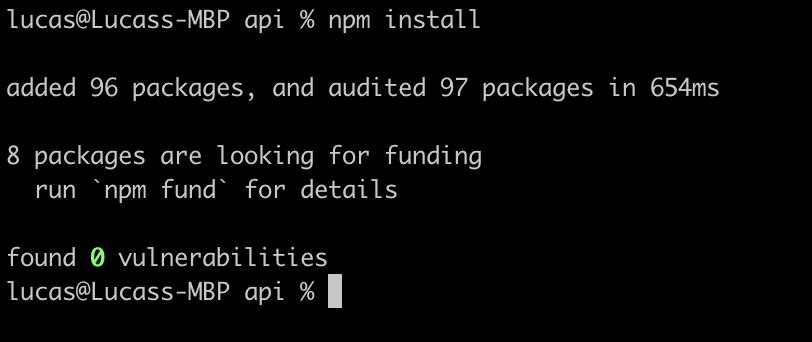 lucas@Lucass-MBP api % npm install
added 96 packages, and audited 97 packages in 654ms
8 packages are looking for funding
  run `npm fund` for details
found 0 vulnerabilities
lucas@Lucass-MBP api %